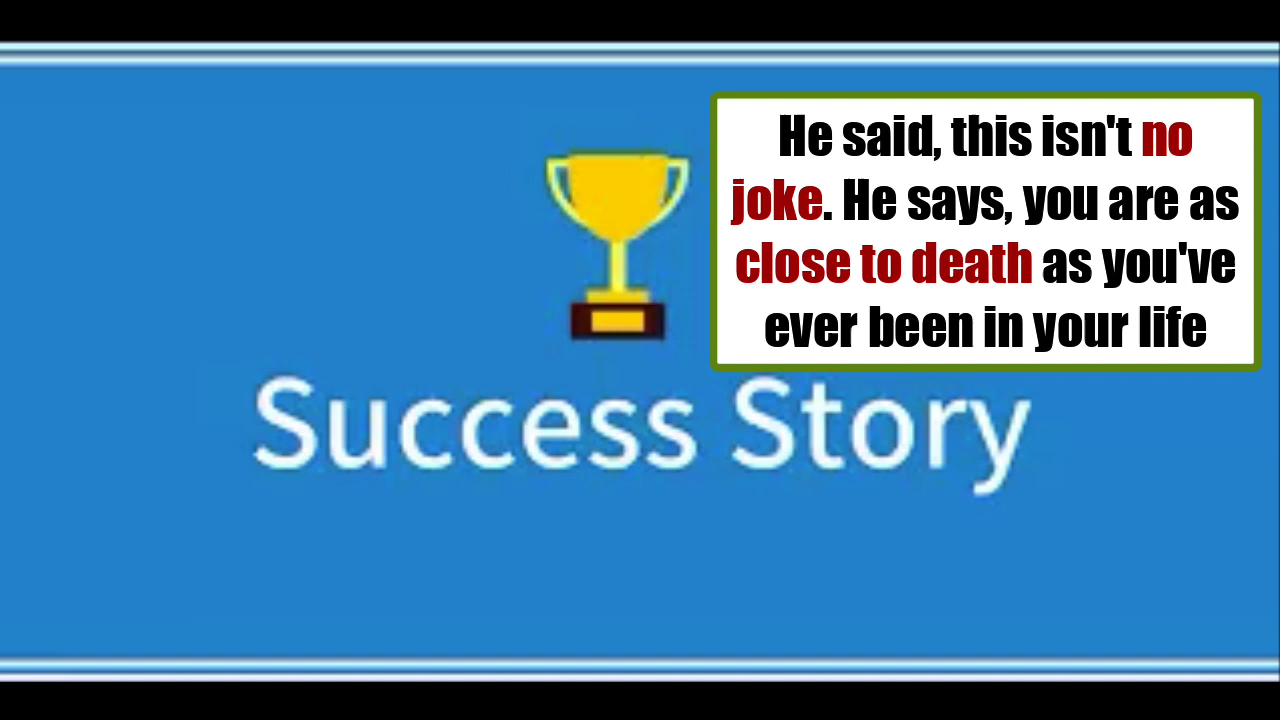 He said, this isn't no
joke. He says, you are as
close to death as you've
ever been in your life
Success Story